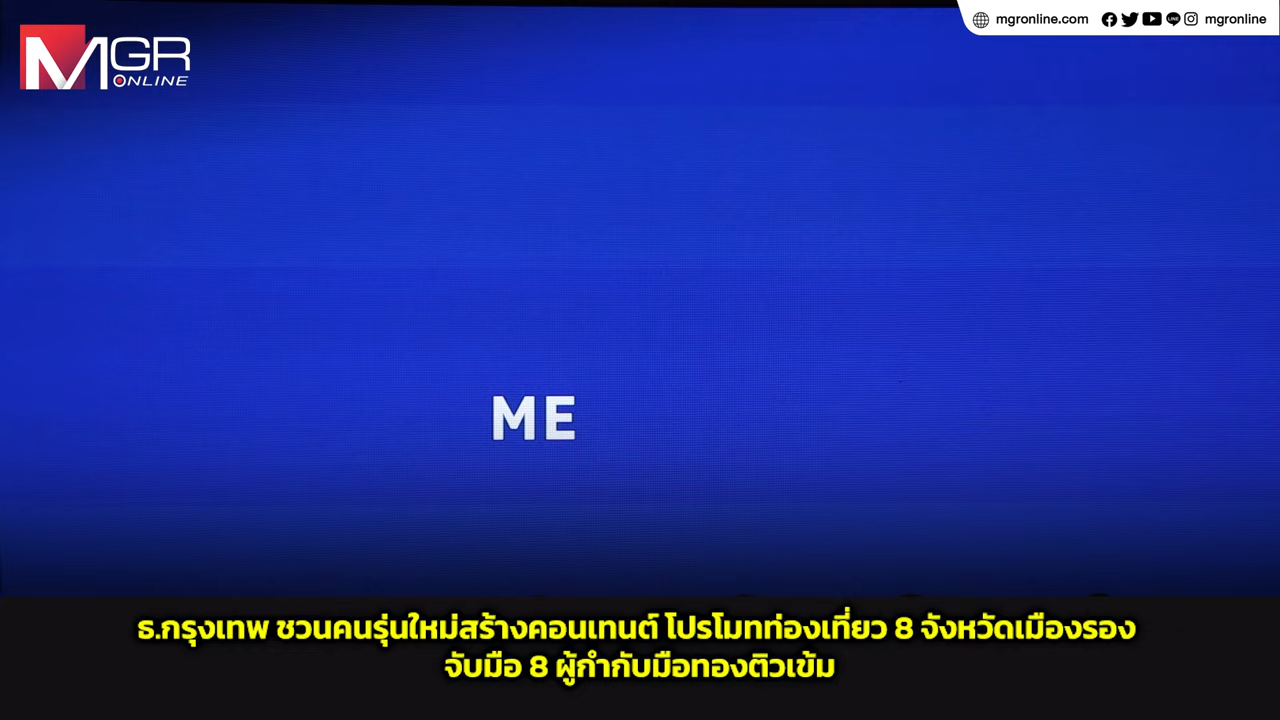 MGR ONLINE
mgronline.com mgronline
ME
ธ.กรุงเทพ ชวนคนรุ่นใหม่สร้างคอนเทนต์ โปรโมทท่องเที่ยว 8 จังหวัดเมืองรอง
จับมือ 8 ผู้กำกับมือทองติวเข้ม